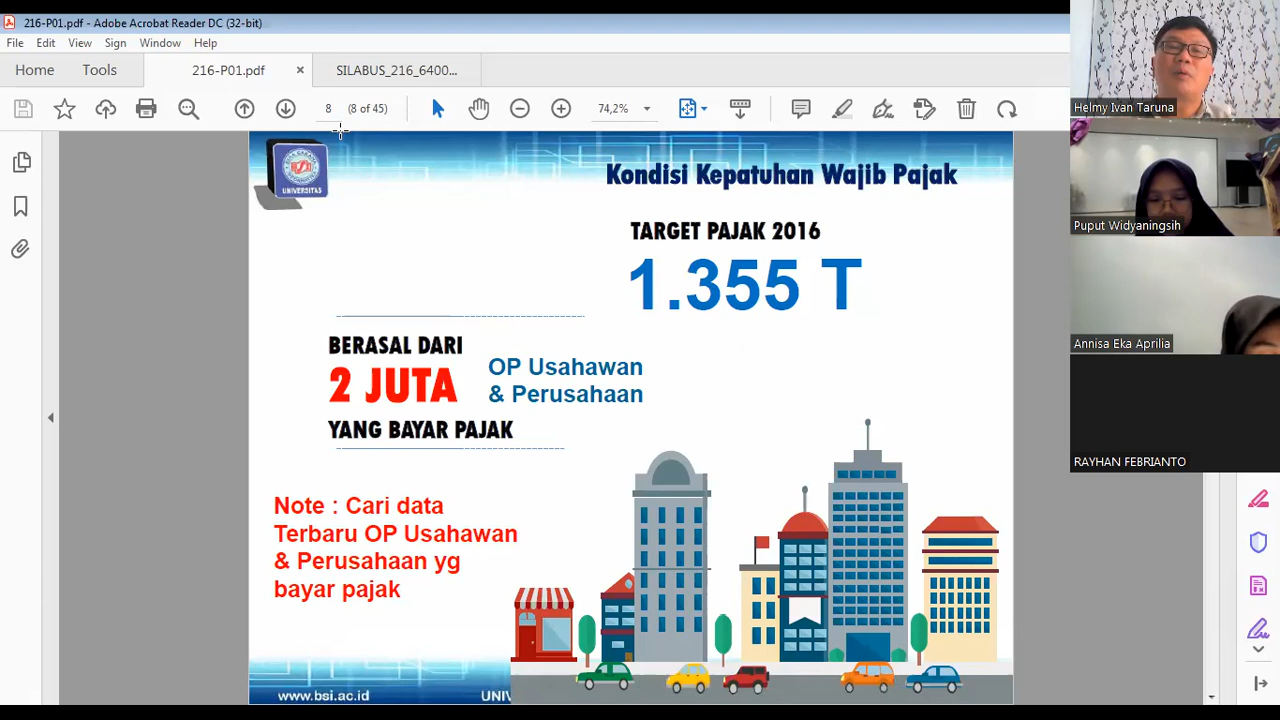 216-P01.pdf - Adobe Acrobat Reader DC (32-bit)
File Edit View Sign Window Help
Home Tools 216-P01.pdf × SILABUS_216_6400...
8 (8 of 45) 74,2%
UNIVERSITAS
Kondisi Kepatuhan Wajib Pajak
TARGET PAJAK 2016
1.355 T
BERASAL DARI
2 JUTA
OP Usahawan
& Perusahaan
YANG BAYAR PAJAK
Note : Cari data
Terbaru OP Usahawan
& Perusahaan yg
bayar pajak
www.bsi.ac.id UNI
Helmy Ivan Taruna
Puput Widyaningsih
Annisa Eka Aprilia
RAYHAN FEBRIANTO